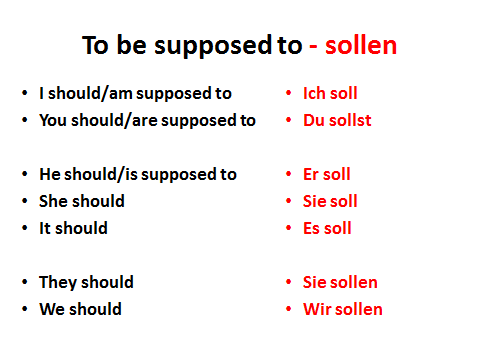 To be supposed to - sollen
• I should/am supposed to • Ich soll
• You should/are supposed to • Du sollst
• He should/is supposed to • Er soll
• She should • Sie soll
• It should • Es soll
• They should • Sie sollen
• We should • Wir sollen